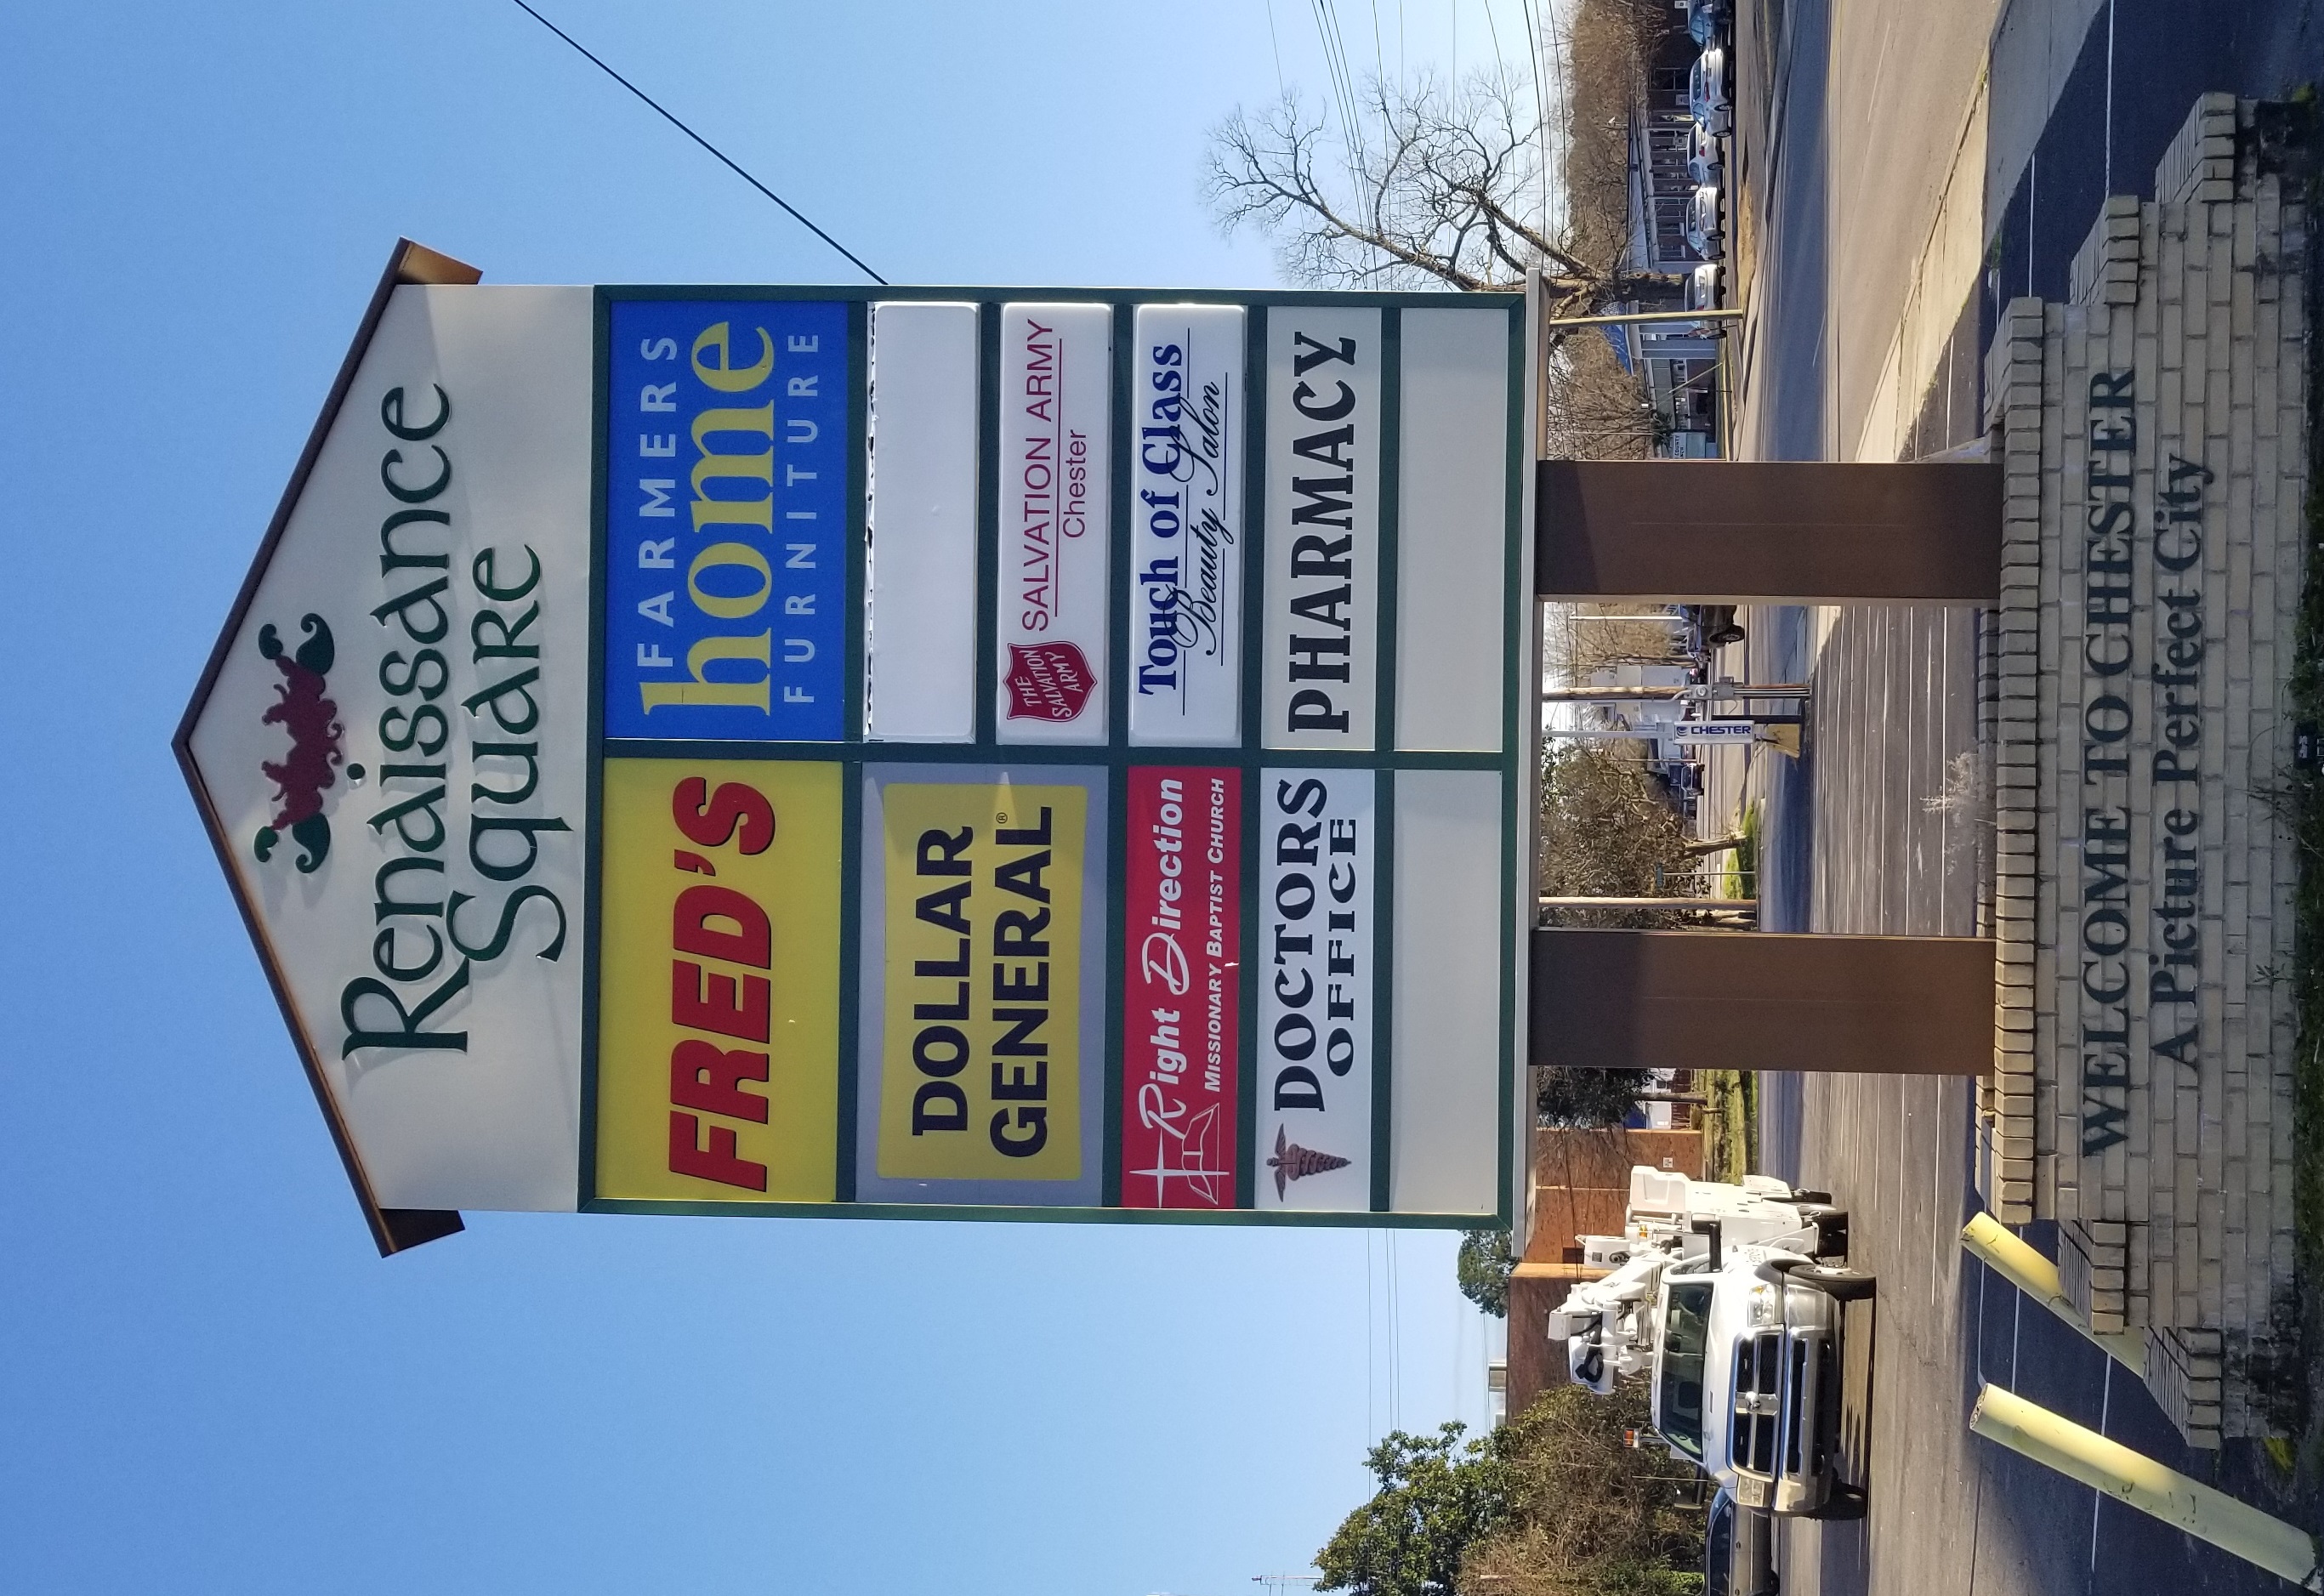 Renaissance
Square
FRED'S
FARMERS
home
FURNITURE
DOLLAR
GENERAL®
THE
SALVATION
ARMY
SALVATION ARMY
Chester
Right Direction
MISSIONARY BAPTIST CHURCH
Touch of Class
Beauty Salon
DOCTORS
OFFICE
PHARMACY
CHESTER
WELCOME TO CHESTER
A Picture Perfect City